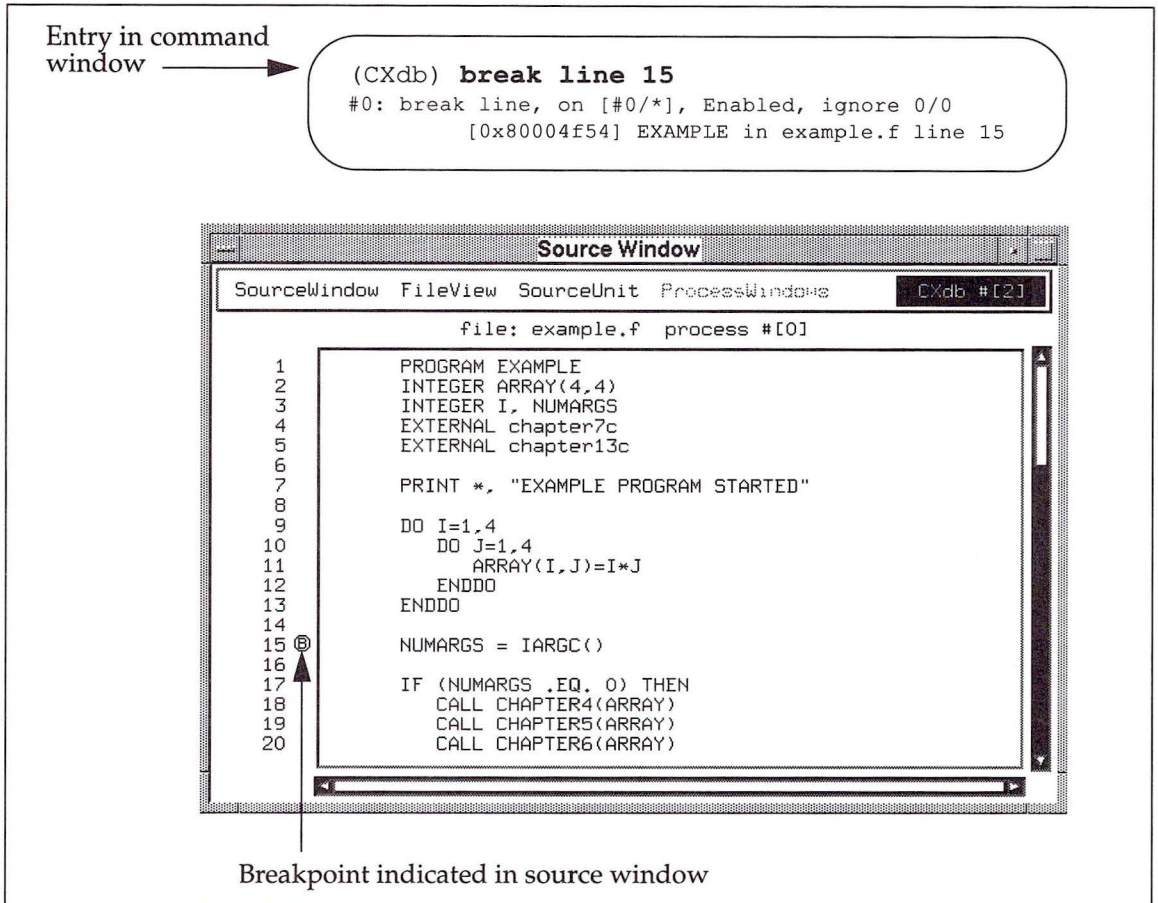 Entry in command
window
(CXdb) break line 15
#0: break line, on [#0/*], Enabled, ignore 0/0
[0x80004f54] EXAMPLE in example.f line 15
Source Window
SourceWindow FileView SourceUnit ProcessWindows CXdb #[2]
file: example.f process #[0]
1 PROGRAM EXAMPLE
2 INTEGER ARRAY(4,4)
3 INTEGER I, NUMARGS
4 EXTERNAL chapter7c
5 EXTERNAL chapter13c
6
7 PRINT *, "EXAMPLE PROGRAM STARTED"
8
9 DO I=1,4
10 DO J=1,4
11 ARRAY(I,J)=I*J
12 ENDDO
13 ENDDO
14
15 B NUMARGS = IARGC()
16
17 IF (NUMARGS .EQ. 0) THEN
18 CALL CHAPTER4(ARRAY)
19 CALL CHAPTER5(ARRAY)
20 CALL CHAPTER6(ARRAY)
Breakpoint indicated in source window